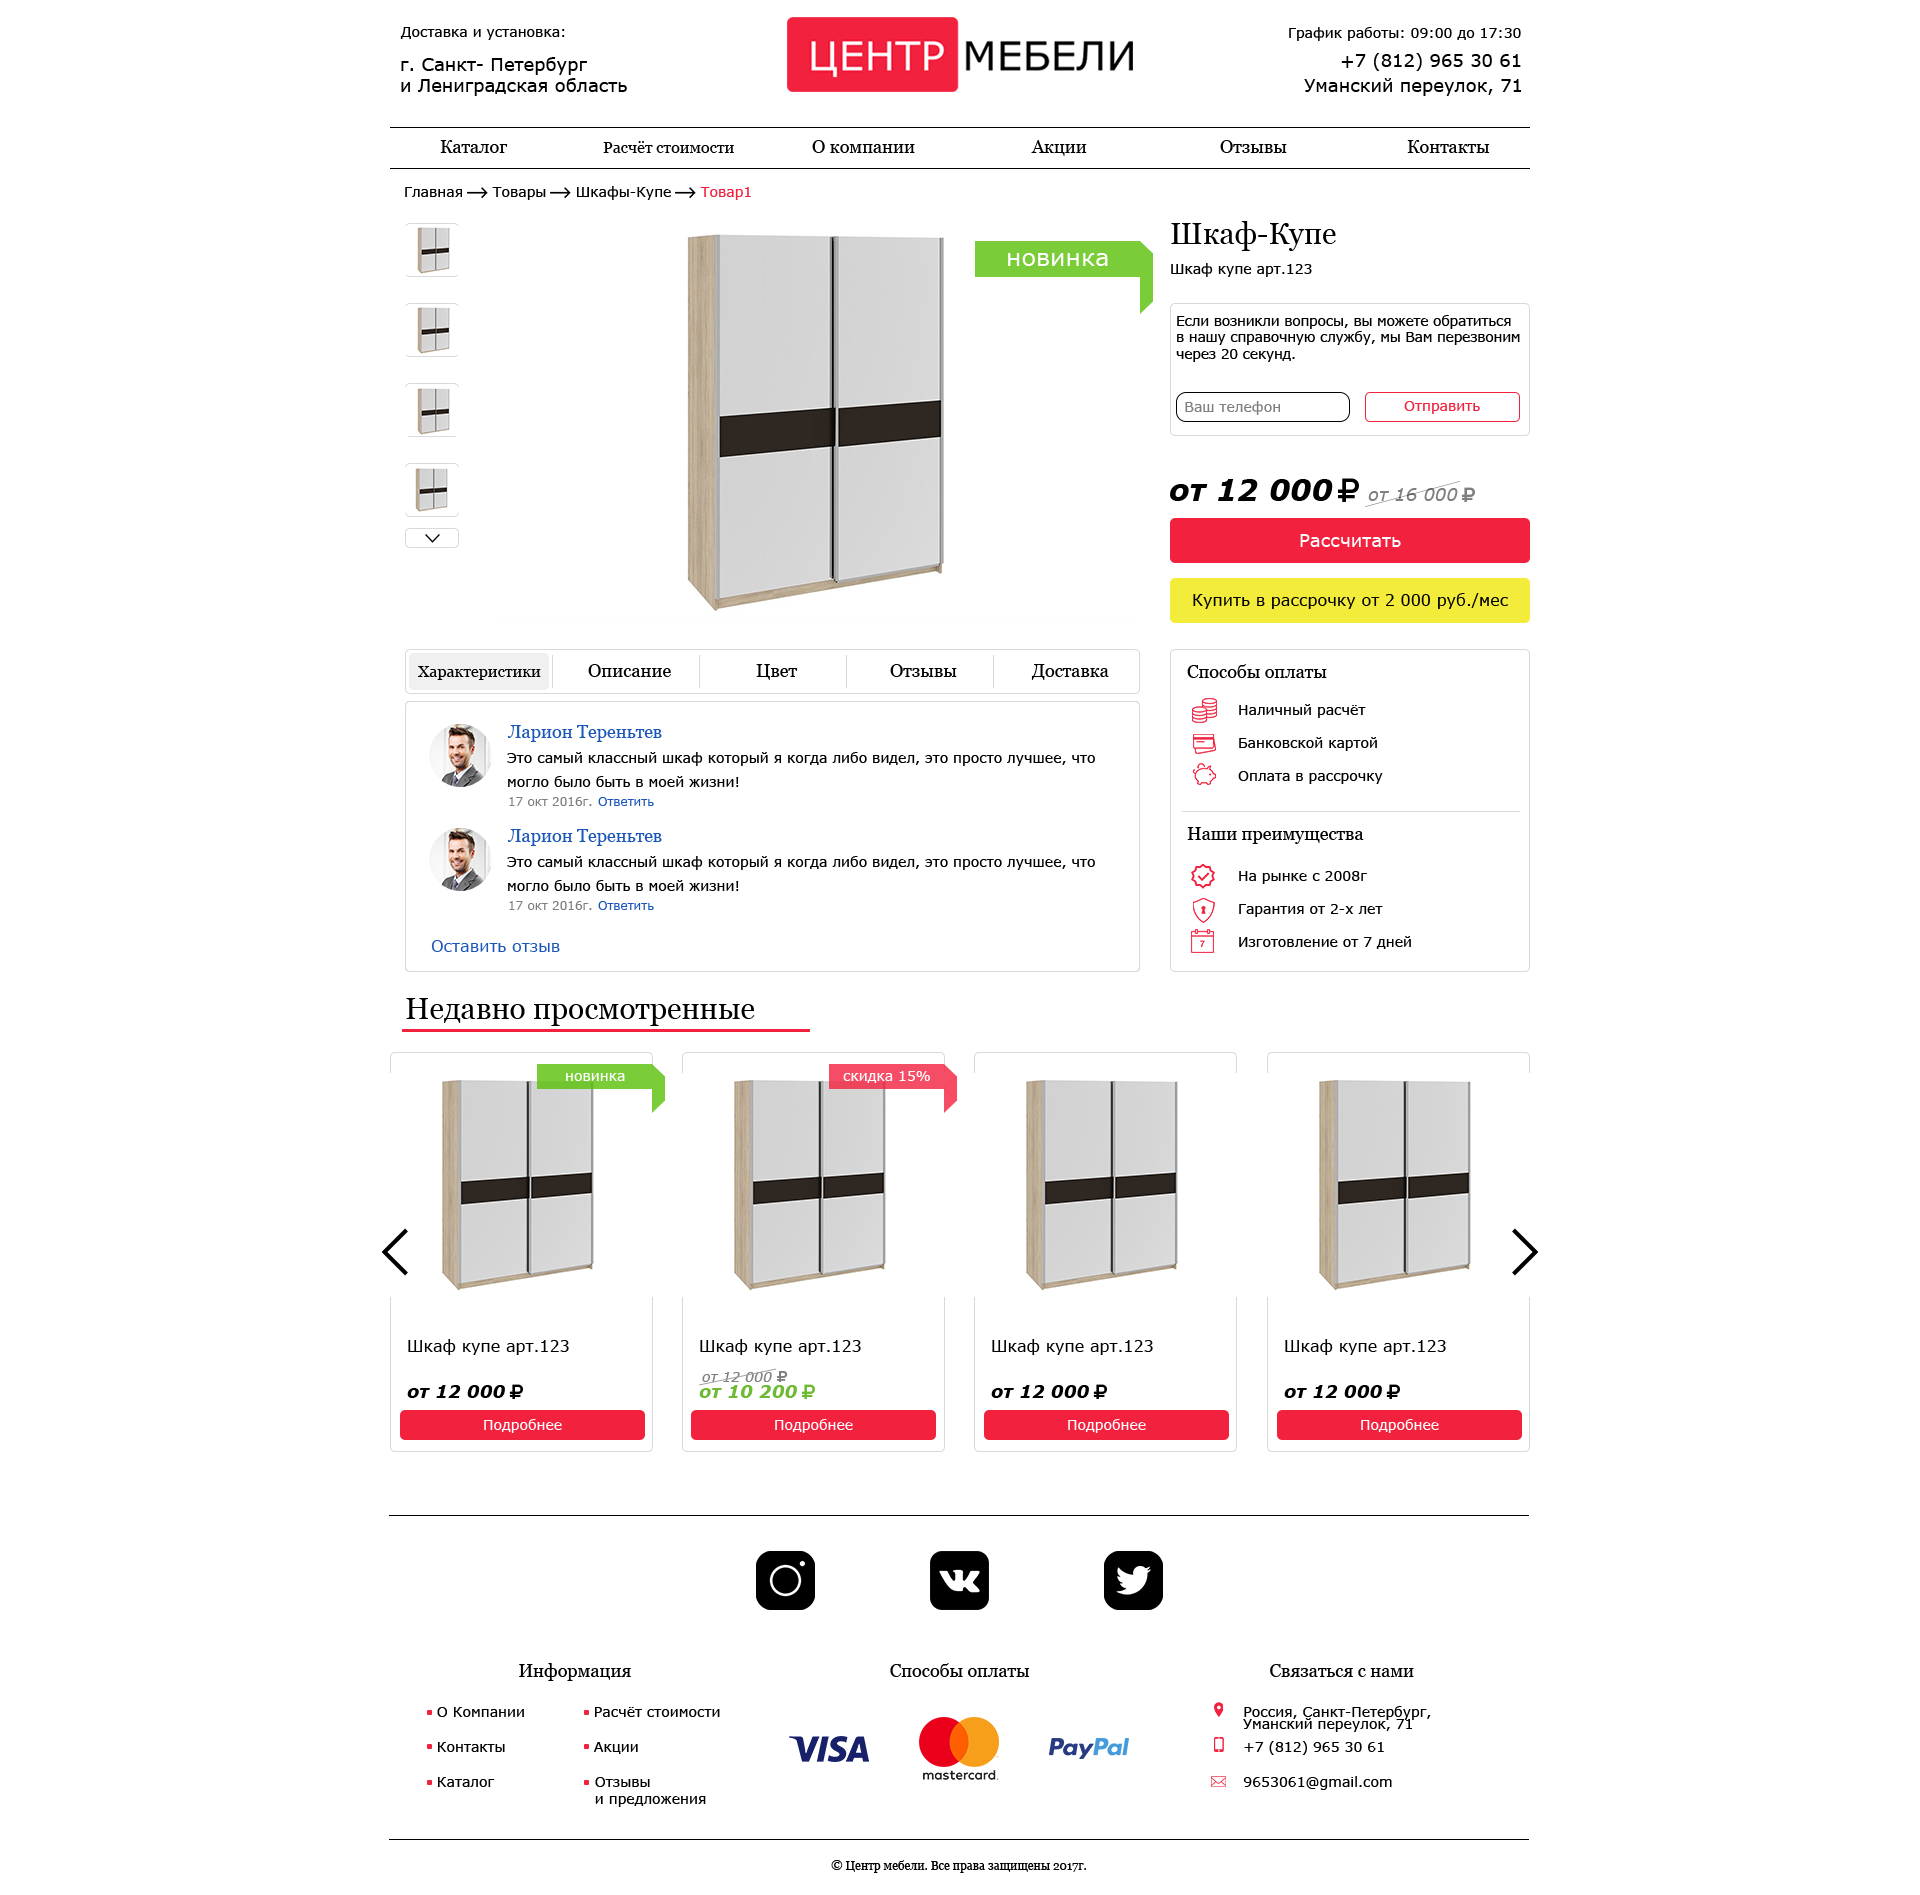 Доставка и установка:
г. Санкт- Петербург
и Лениградская область
ЦЕНТР МЕБЕЛИ
График работы: 09:00 до 17:30
+7 (812) 965 30 61
Уманский переулок, 71
Каталог
Расчёт стоимости
О компании
Акции
Отзывы
Контакты
Главная
Товары
Шкафы-Купе
Товар1
новинка
Шкаф-Купе
Шкаф купе арт.123
Если возникли вопросы, вы можете обратиться
в нашу справочную службу, мы Вам перезвоним
через 20 секунд.
Ваш телефон
Отправить
от 12 000 ₽
от 16 000 ₽
Рассчитать
Купить в рассрочку от 2 000 руб./мес
Характеристики
Описание
Цвет
Отзывы
Доставка
Ларион Тереньтев
Это самый классный шкаф который я когда либо видел, это просто лучшее, что
могло было быть в моей жизни!
17 окт 2016г. Ответить
Ларион Тереньтев
Это самый классный шкаф который я когда либо видел, это просто лучшее, что
могло было быть в моей жизни!
17 окт 2016г. Ответить
Оставить отзыв
Способы оплаты
Наличный расчёт
Банковской картой
Оплата в рассрочку
Наши преимущества
На рынке с 2008г
Гарантия от 2-х лет
7
Изготовление от 7 дней
Недавно просмотренные
новинка
Шкаф купе арт.123
от 12 000 ₽
Подробнее
скидка 15%
Шкаф купе арт.123
от 12 000 ₽
от 10 200 ₽
Подробнее
Шкаф купе арт.123
от 12 000 ₽
Подробнее
Шкаф купе арт.123
от 12 000 ₽
Подробнее
Информация
О Компании
Контакты
Каталог
Расчёт стоимости
Акции
Отзывы
и предложения
Способы оплаты
VISA
mastercard.
PayPal
Связаться с нами
Россия, Санкт-Петербург,
Уманский переулок, 71
+7 (812) 965 30 61
9653061@gmail.com
© Центр мебели. Все права защищены 2017г.